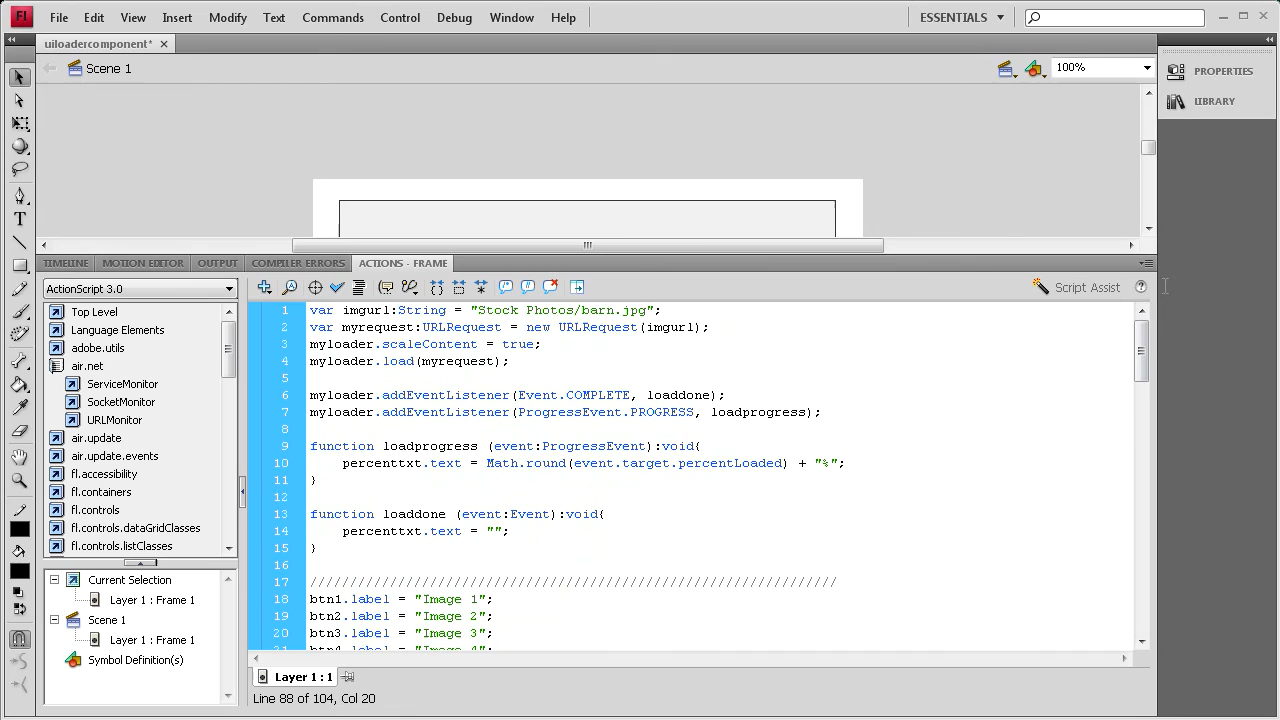 Fl File Edit View Insert Modify Text Commands Control Debug Window Help ESSENTIALS
uiloadercomponent*
Scene 1 100%
PROPERTIES
LIBRARY
TIMELINE MOTION EDITOR OUTPUT COMPILER ERRORS ACTIONS - FRAME
ActionScript 3.0
Script Assist
Top Level
Language Elements
adobe.utils
air.net
ServiceMonitor
SocketMonitor
URLMonitor
air.update
air.update.events
fl.accessibility
fl.containers
fl.controls
fl.controls.dataGridClasses
fl.controls.listClasses
Current Selection
Layer 1 : Frame 1
Scene 1
Layer 1 : Frame 1
Symbol Definition(s)
1 var imgurl:String = "Stock Photos/barn.jpg";
2 var myrequest:URLRequest = new URLRequest(imgurl);
3 myloader.scaleContent = true;
4 myloader.load(myrequest);
5
6 myloader.addEventListener(Event.COMPLETE, loaddone);
7 myloader.addEventListener(ProgressEvent.PROGRESS, loadprogress);
8
9 function loadprogress (event:ProgressEvent):void{
10 percenttxt.text = Math.round(event.target.percentLoaded) + "%";
11 }
12
13 function loaddone (event:Event):void{
14 percenttxt.text = "";
15 }
16
17 /////////////////////////////////////////////////////////////////
18 btn1.label = "Image 1";
19 btn2.label = "Image 2";
20 btn3.label = "Image 3";
21 btn4.label = "Image 4";
Layer 1 : 1
Line 88 of 104, Col 20